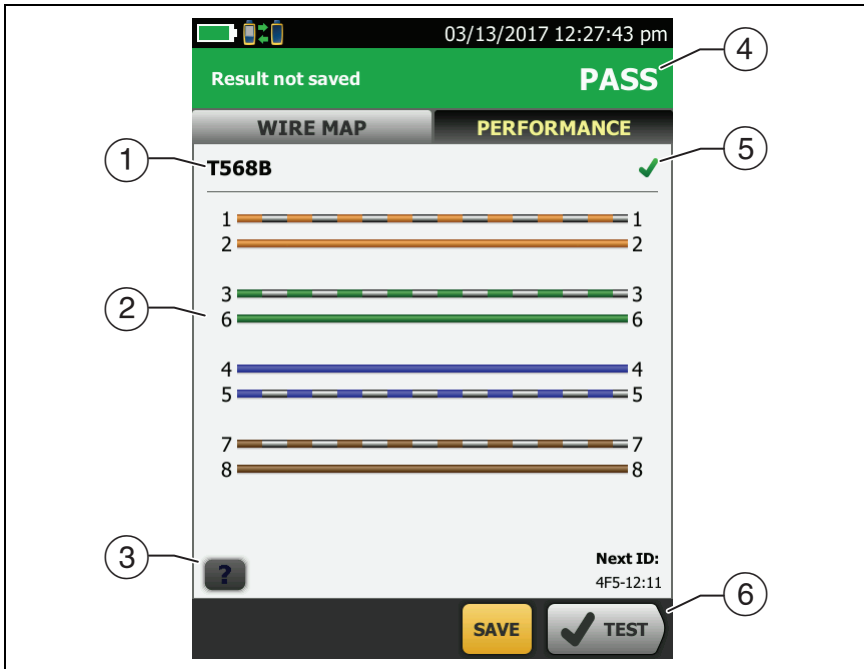 03/13/2017 12:27:43 pm
Result not saved PASS
WIRE MAP PERFORMANCE
T568B
1 1
2 2
3 3
6 6
4 4
5 5
7 7
8 8
?
Next ID:
4F5-12:11
SAVE TEST
1
2
3
4
5
6